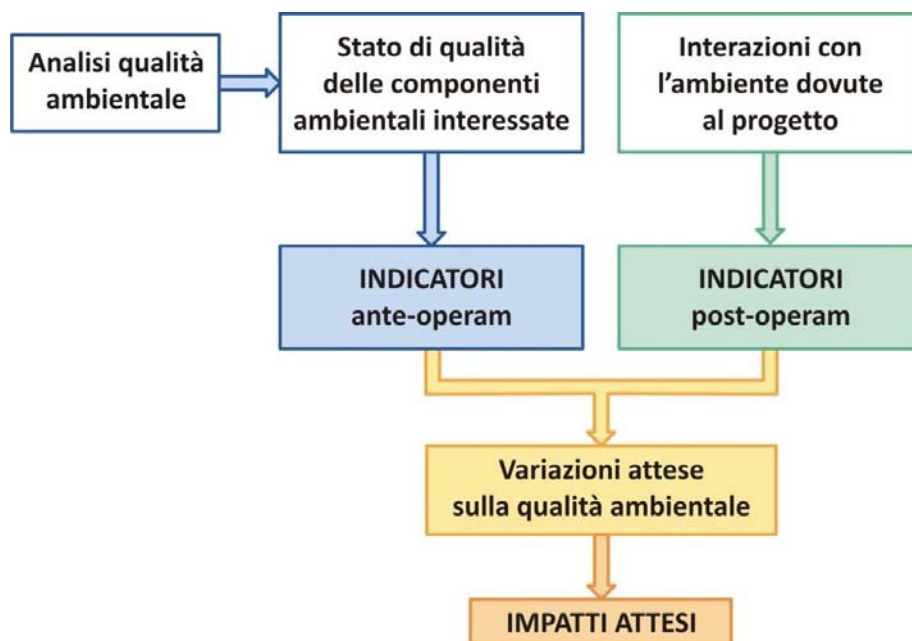 Analisi qualità
ambientale
Stato di qualità
delle componenti
ambientali interessate
Interazioni con
l'ambiente dovute
al progetto
INDICATORI
ante-operam
INDICATORI
post-operam
Variazioni attese
sulla qualità ambientale
IMPATTI ATTESI